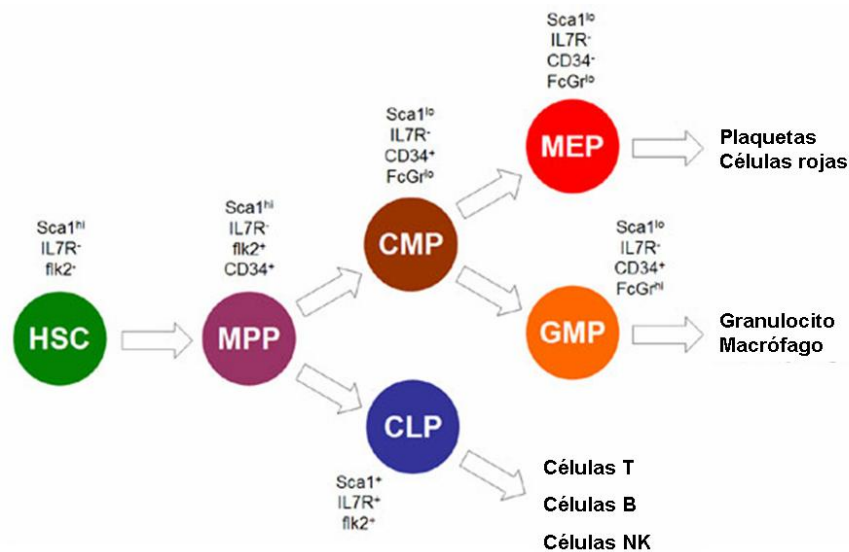 Sca1ˡᵒ
IL7R⁻
CD34⁻
FcGrˡᵒ
MEP
Plaquetas
Células rojas
Sca1ˡᵒ
IL7R⁻
CD34⁺
FcGrˡᵒ
CMP
Sca1ʰⁱ
IL7R⁻
flk2⁻
HSC
Sca1ʰⁱ
IL7R⁻
flk2⁺
CD34⁺
MPP
Sca1ˡᵒ
IL7R⁻
CD34⁺
FcGrʰⁱ
GMP
Granulocito
Macrófago
CLP
Sca1⁺
IL7R⁺
flk2⁺
Células T
Células B
Células NK